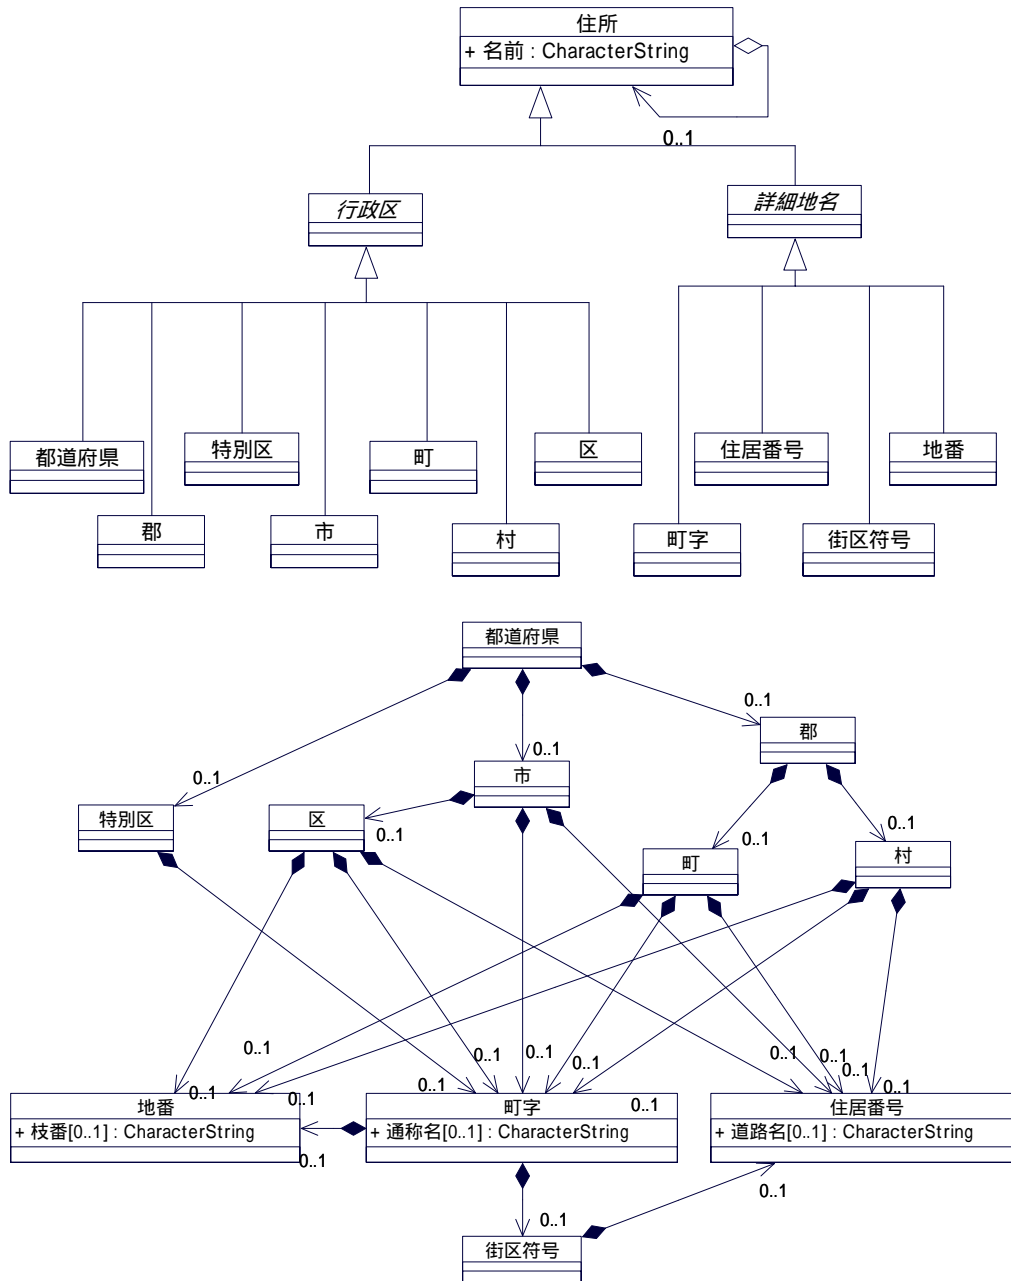 住所
+ 名前 : CharacterString
0..1
行政区
詳細地名
都道府県
特別区
町
区
住居番号
地番
郡
市
村
町字
街区符号
都道府県
0..1
郡
0..1
0..1
市
特別区
区
0..1
0..1
0..1
町
村
0..1
0..1
0..1
0..1
0..1
0..1
0..1
0..1
0..1
0..1
0..1
0..1
地番
町字
住居番号
+ 枝番[0..1] : CharacterString
+ 通称名[0..1] : CharacterString
+ 道路名[0..1] : CharacterString
0..1
0..1
0..1
街区符号